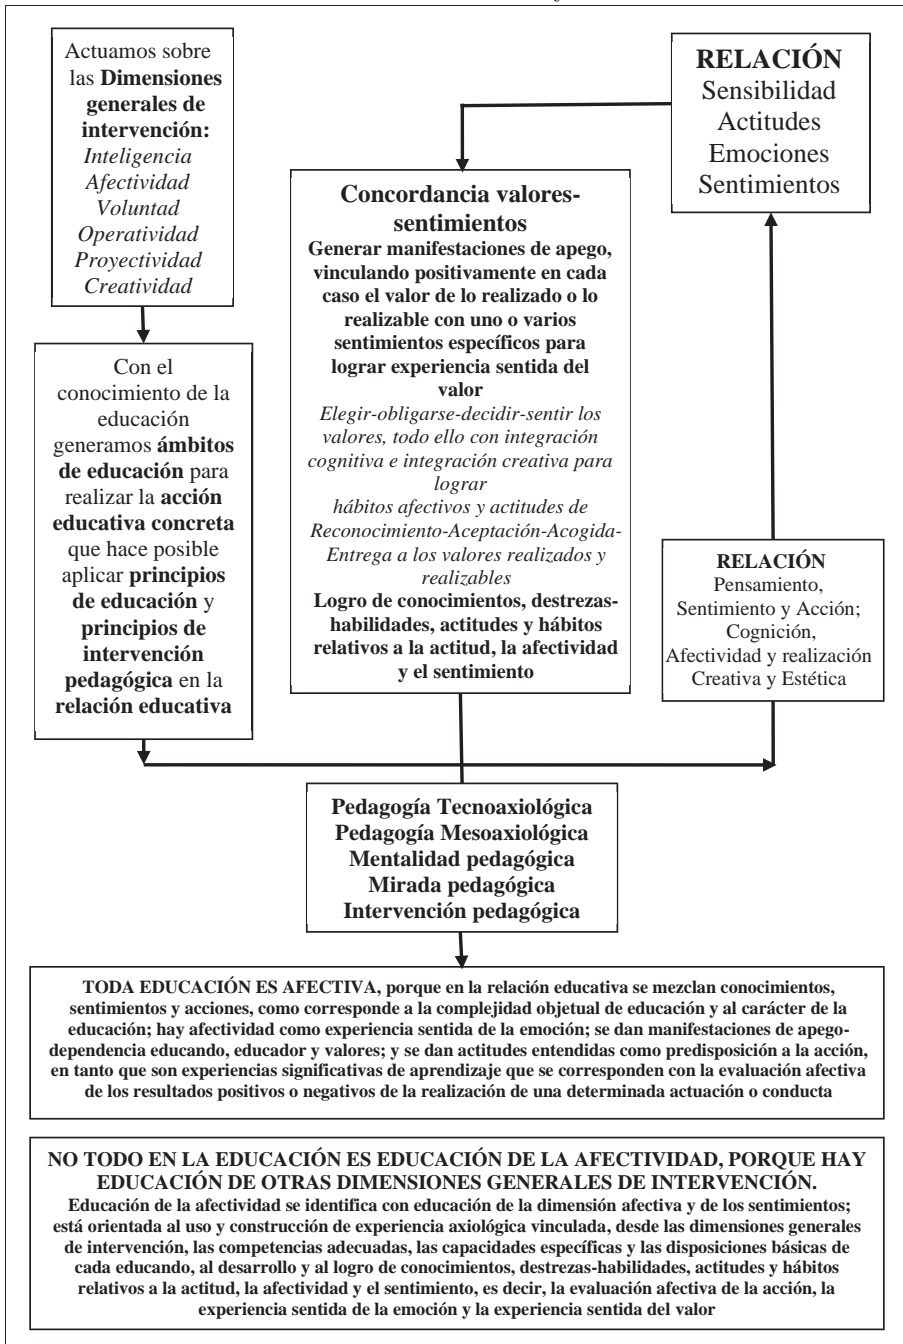 Actuamos sobre
las Dimensiones
generales de
intervención:
Inteligencia
Afectividad
Voluntad
Operatividad
Proyectividad
Creatividad
Con el
conocimiento de la
educación
generamos ámbitos
de educación para
realizar la acción
educativa concreta
que hace posible
aplicar principios
de educación y
principios de
intervención
pedagógica en la
relación educativa
RELACIÓN
Sensibilidad
Actitudes
Emociones
Sentimientos
Concordancia valores-
sentimientos
Generar manifestaciones de apego,
vinculando positivamente en cada
caso el valor de lo realizado o lo
realizable con uno o varios
sentimientos específicos para
lograr experiencia sentida del
valor
Elegir-obligarse-decidir-sentir los
valores, todo ello con integración
cognitiva e integración creativa para
lograr
hábitos afectivos y actitudes de
Reconocimiento-Aceptación-Acogida-
Entrega a los valores realizados y
realizables
Logro de conocimientos, destrezas-
habilidades, actitudes y hábitos
relativos a la actitud, la afectividad
y el sentimiento
RELACIÓN
Pensamiento,
Sentimiento y Acción;
Cognición,
Afectividad y realización
Creativa y Estética
Pedagogía Tecnoaxiológica
Pedagogía Mesoaxiológica
Mentalidad pedagógica
Mirada pedagógica
Intervención pedagógica
TODA EDUCACIÓN ES AFECTIVA, porque en la relación educativa se mezclan conocimientos,
sentimientos y acciones, como corresponde a la complejidad objetual de educación y al carácter de la
educación; hay afectividad como experiencia sentida de la emoción; se dan manifestaciones de apego-
dependencia educando, educador y valores; y se dan actitudes entendidas como predisposición a la acción,
en tanto que son experiencias significativas de aprendizaje que se corresponden con la evaluación afectiva
de los resultados positivos o negativos de la realización de una determinada actuación o conducta
NO TODO EN LA EDUCACIÓN ES EDUCACIÓN DE LA AFECTIVIDAD, PORQUE HAY
EDUCACIÓN DE OTRAS DIMENSIONES GENERALES DE INTERVENCIÓN.
Educación de la afectividad se identifica con educación de la dimensión afectiva y de los sentimientos;
está orientada al uso y construcción de experiencia axiológica vinculada, desde las dimensiones generales
de intervención, las competencias adecuadas, las capacidades específicas y las disposiciones básicas de
cada educando, al desarrollo y al logro de conocimientos, destrezas-habilidades, actitudes y hábitos
relativos a la actitud, la afectividad y el sentimiento, es decir, la evaluación afectiva de la acción, la
experiencia sentida de la emoción y la experiencia sentida del valor